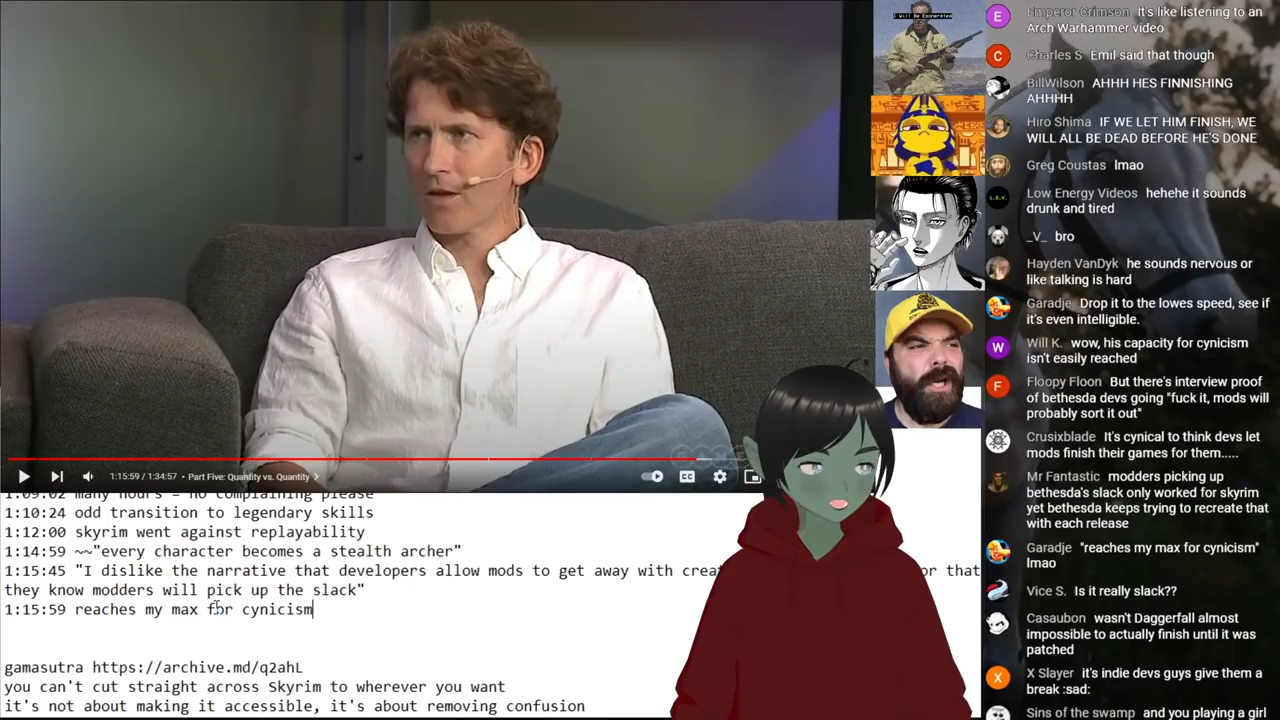 I Will Be Exonerated
1:15:59 / 1:34:57 • Part Five: Quantity vs. Quantity
CC
1:09:02 many hours = no complaining please
1:10:24 odd transition to legendary skills
1:12:00 skyrim went against replayability
1:14:59 ~~"every character becomes a stealth archer"
1:15:45 "I dislike the narrative that developers allow mods to get away with
or that
they know modders will pick up the slack"
1:15:59 reaches my max for cynicism
gamasutra https://archive.md/q2ahL
you can't cut straight across Skyrim to wherever you want
it's not about making it accessible, it's about removing confusion
E
Emperor Crimson It's like listening to an
Arch Warhammer video
C
Charles S Emil said that though
BillWilson AHHH HES FINNISHING
AHHHH
Hiro Shima IF WE LET HIM FINISH, WE
WILL ALL BE DEAD BEFORE HE'S DONE
Greg Coustas lmao
L.E.V.
Low Energy Videos hehehe it sounds
drunk and tired
_V_ bro
Hayden VanDyk he sounds nervous or
like talking is hard
Garadje Drop it to the lowes speed, see if
it's even intelligible.
W
Will K. wow, his capacity for cynicism
isn't easily reached
F
Floopy Floon But there's interview proof
of bethesda devs going "fuck it, mods will
probably sort it out"
Crusixblade It's cynical to think devs let
mods finish their games for them.....
Mr Fantastic modders picking up
bethesda's slack only worked for skyrim
yet bethesda keeps trying to recreate that
with each release
Garadje "reaches my max for cynicism"
lmao
Vice S. Is it really slack??
Casaubon wasn't Daggerfall almost
impossible to actually finish until it was
patched
X
X Slayer it's indie devs guys give them a
break :sad:
Sins of the swamp and you playing a girl